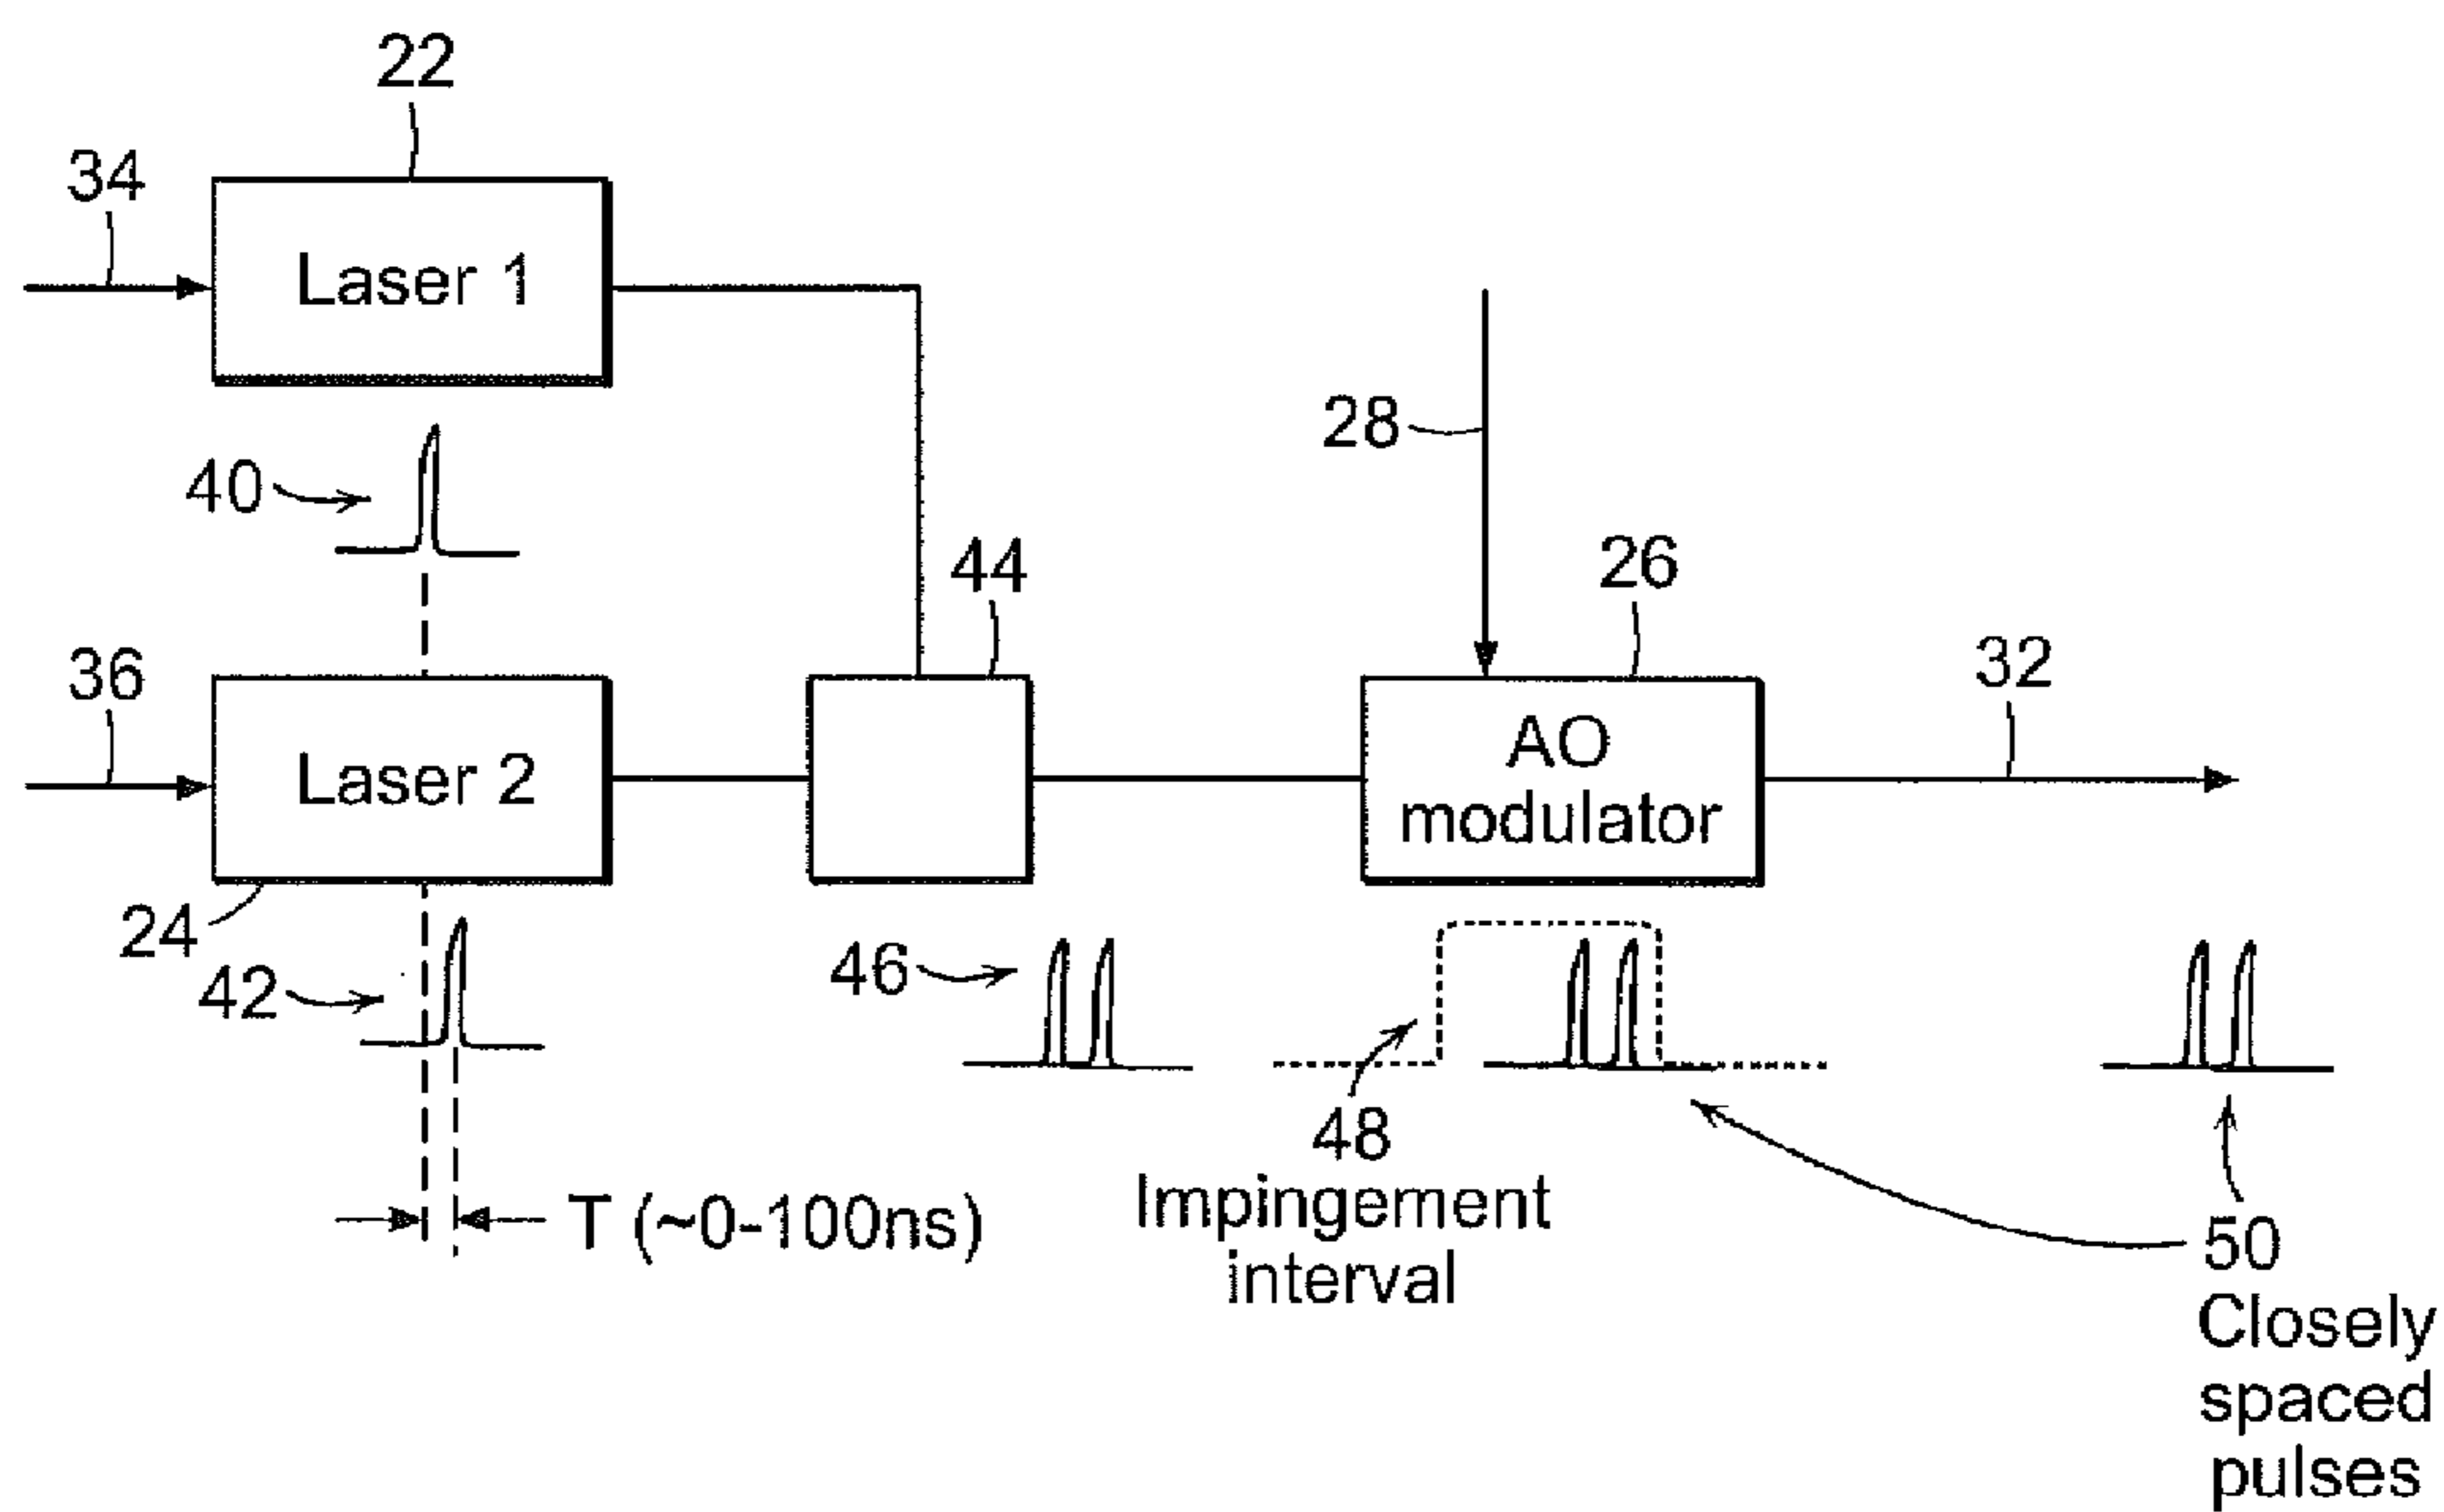 22
34
Laser 1
28
40
44
26
36
32
Laser 2
AO
modulator
24
42
46
48
Impingement
interval
T (~0-100ns)
50
Closely
spaced
pulses